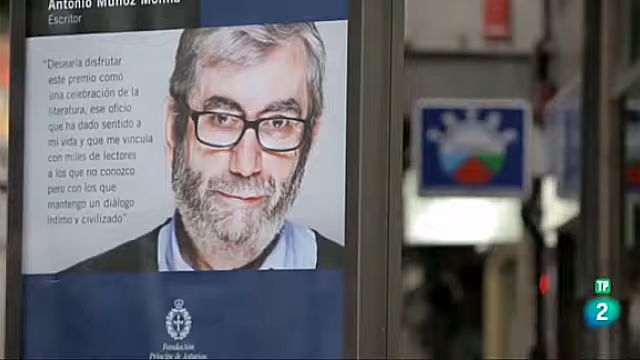 Antonio Muñoz Molina
Escritor
"Desearía disfrutar
este premio como
una celebración de la
literatura, ese oficio
que ha dado sentido a
mi vida y que me vincula
con miles de lectores
a los que no conozco
pero con los que
mantengo un diálogo
íntimo y civilizado"
Fundación
Príncipe de Asturias
TP
2